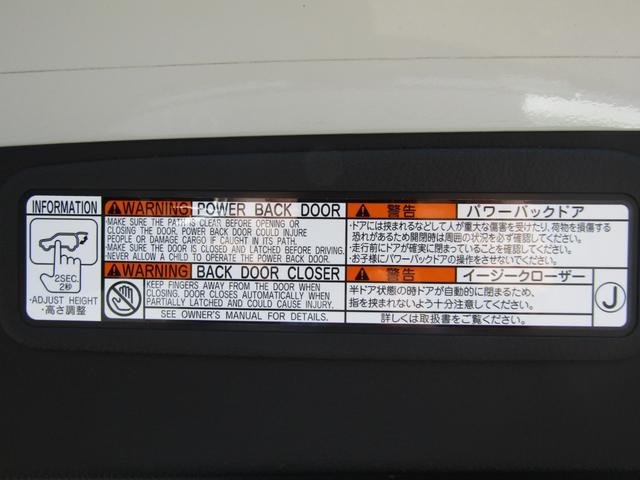 INFORMATION
2SEC.
2秒
·ADJUST HEIGHT
·高さ調整
WARNING POWER BACK DOOR
·MAKE SURE THE PATH IS CLEAR BEFORE OPENING OR
CLOSING THE DOOR. POWER BACK DOOR COULD INJURE
PEOPLE OR DAMAGE CARGO IF CAUGHT IN ITS PATH.
·MAKE SURE THE DOOR IS CLOSED AND LATCHED BEFORE DRIVING.
·NEVER ALLOW A CHILD TO OPERATE THE POWER BACK DOOR.
WARNING BACK DOOR CLOSER
KEEP FINGERS AWAY FROM THE DOOR WHEN
CLOSING. DOOR CLOSES AUTOMATICALLY WHEN
PARTIALLY LATCHED AND COULD CAUSE INJURY.
SEE OWNER'S MANUAL FOR DETAILS.
警告 パワーバックドア
·ドアには挟まれるなどして人が重大な傷害を受けたり、荷物を損傷する
恐れがあるため開閉時は周囲の状況を必ず確認してください。
·走行前にドアが確実に閉まっていることを確認してください。
·お子様にパワーバックドアの操作をさせないでください。
警告 イージークローザー
半ドア状態の時ドアが自動的に閉まるため、
指を挟まれないよう十分注意してください。
詳しくは取扱書をご覧ください。
J